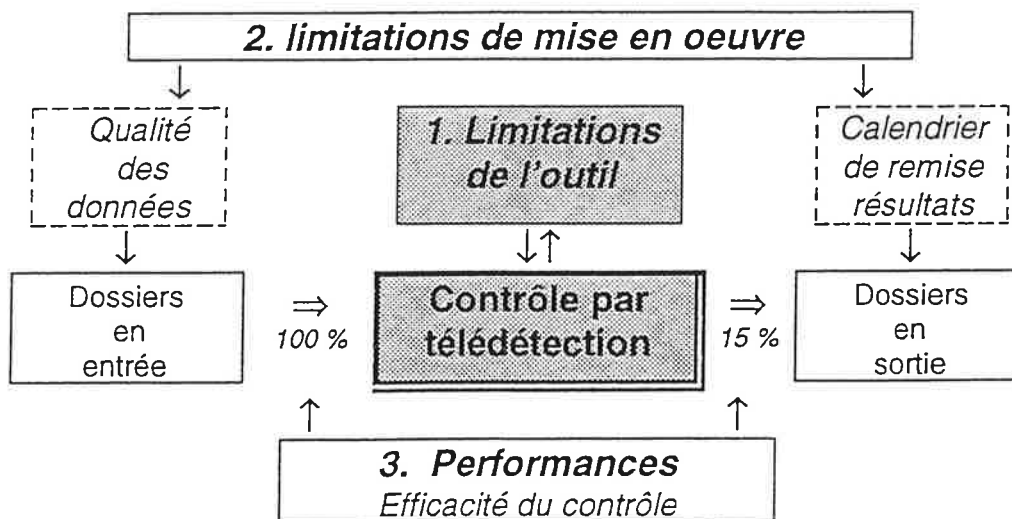 2. limitations de mise en oeuvre
Qualité
des
données
1. Limitations
de l'outil
Calendrier
de remise
résultats
Dossiers
en
entrée
⇒
100 %
Contrôle par
télédétection
⇒
15 %
Dossiers
en
sortie
3. Performances
Efficacité du contrôle